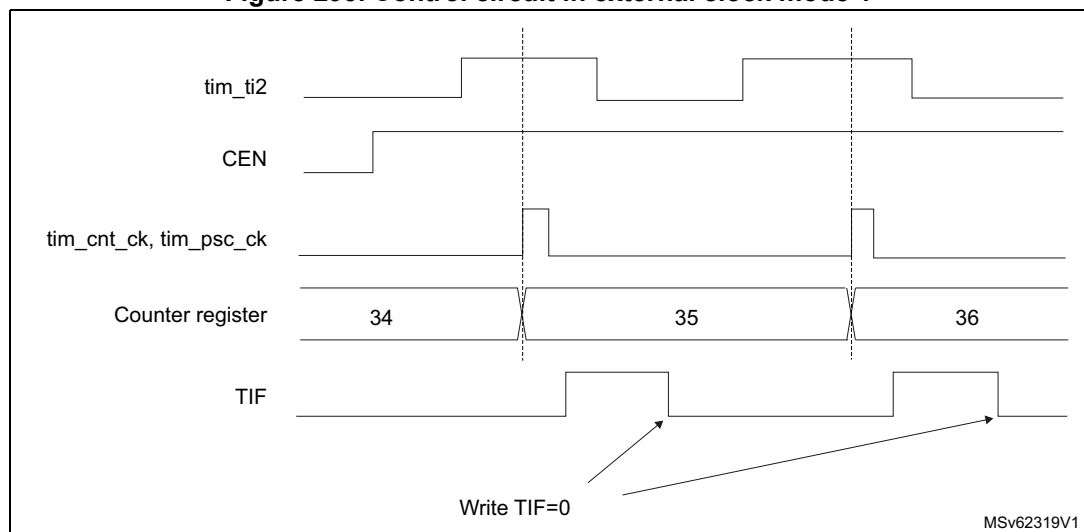 tim_ti2
CEN
tim_cnt_ck, tim_psc_ck
Counter register
34
35
36
TIF
Write TIF=0
MSv62319V1